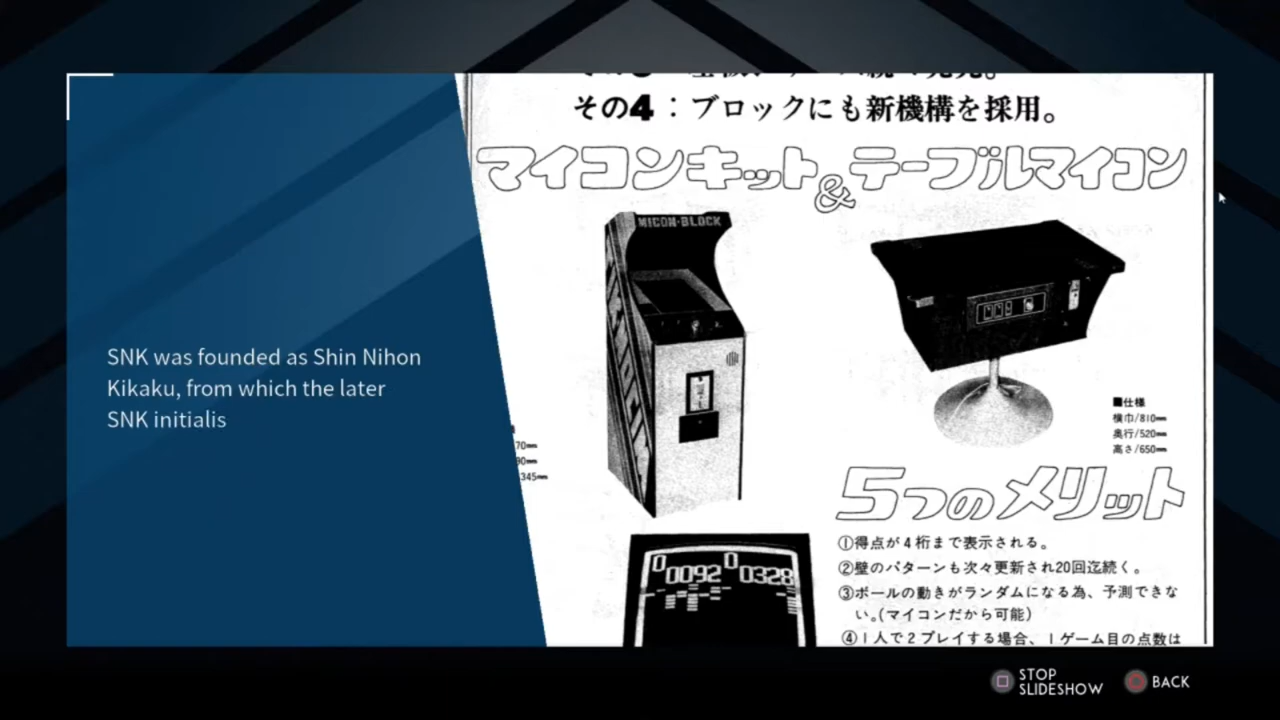 SNK was founded as Shin Nihon
Kikaku, from which the later
SNK initialis
その4：ブロックにも新機構を採用。
マイコンキット&テーブルマイコン
MICON-BLOCK
70mm
345mm
■仕様
横巾/810mm
奥行/520mm
高さ/650mm
5つのメリット
0 0092 0 0328
①得点が4桁まで表示される。
②壁のパターンも次々更新され20回迄続く。
③ボールの動きがランダムになる為、予測できな
い。(マイコンだから可能)
④1人で2プレイする場合、1ゲーム目の点数は
STOP
SLIDESHOW
BACK